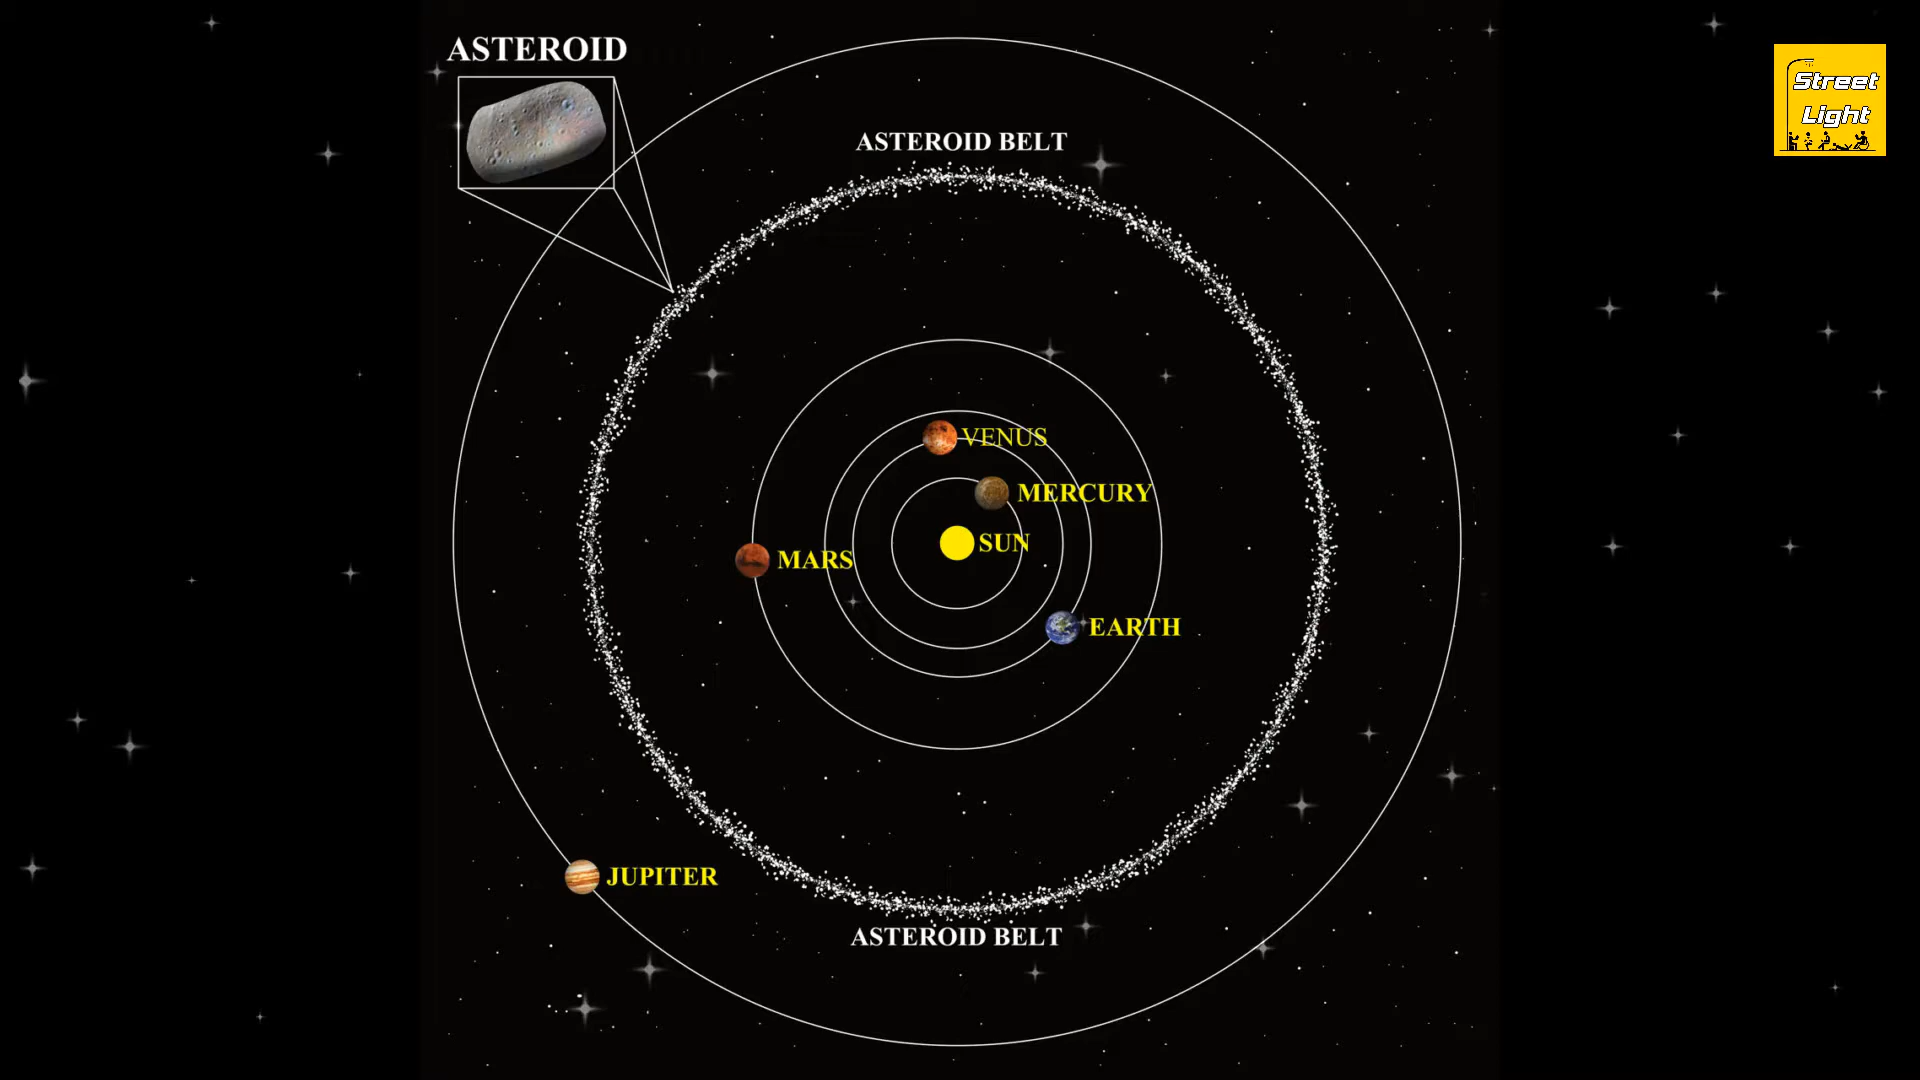 ASTEROID
Street
Light
ASTEROID BELT
VENUS
MERCURY
SUN
MARS
EARTH
JUPITER
ASTEROID BELT